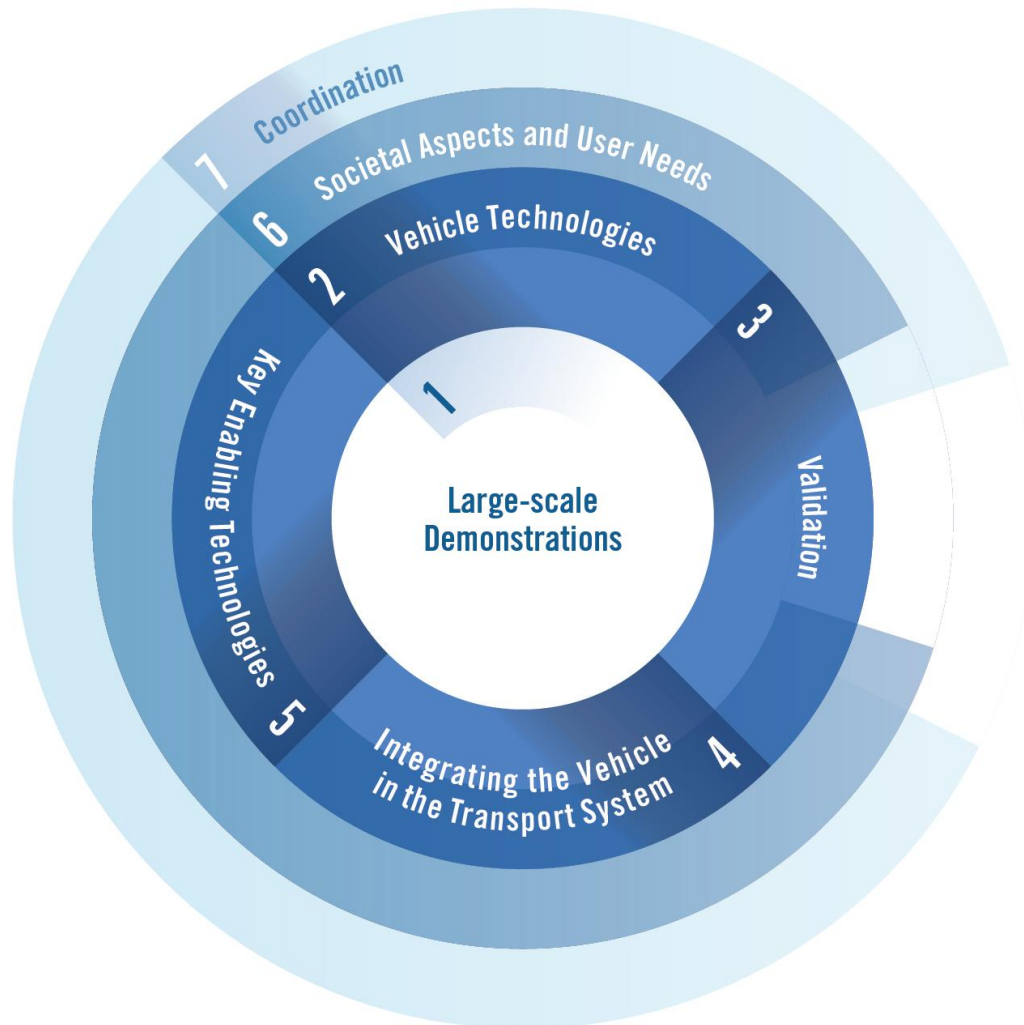 7 Coordination
6 Societal Aspects and User Needs
2 Vehicle Technologies
3 Validation
4 Integrating the Vehicle
in the Transport System
5 Key Enabling Technologies
1
Large-scale
Demonstrations